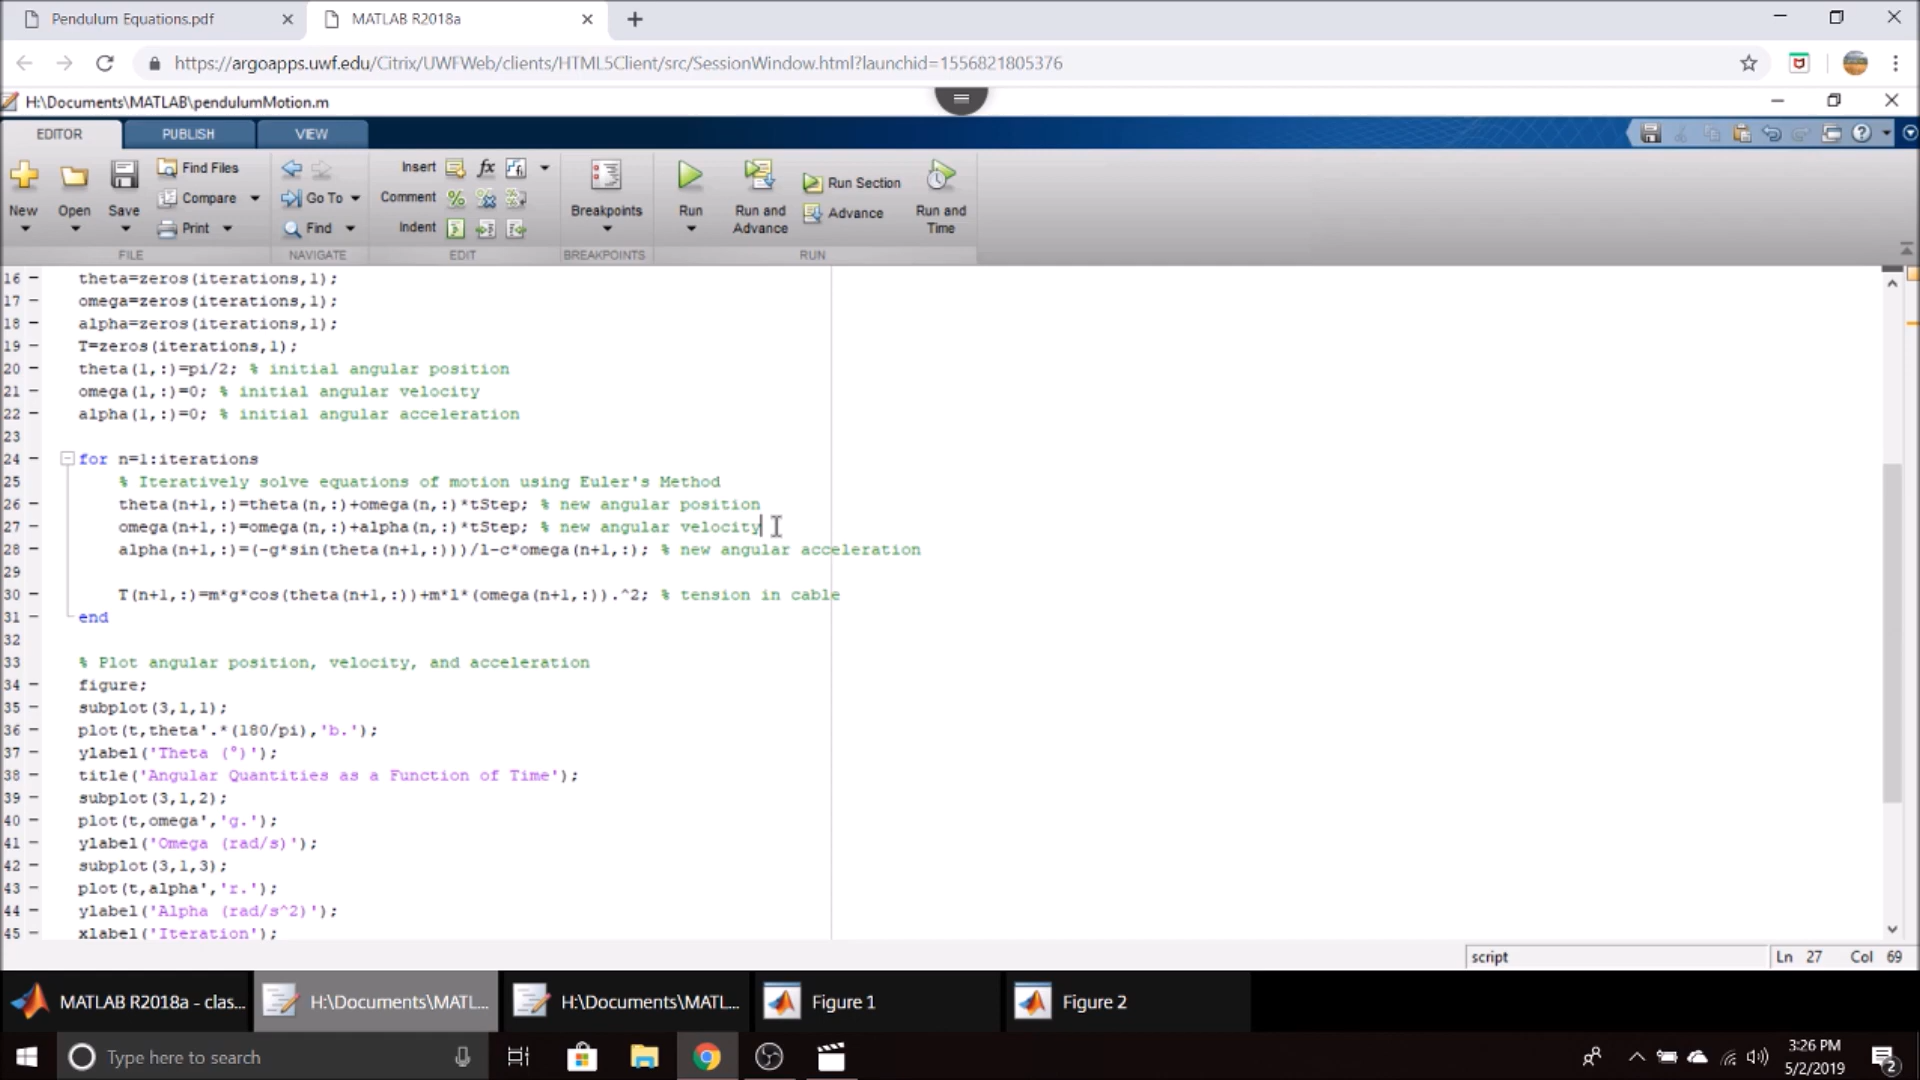 Pendulum Equations.pdf
MATLAB R2018a
https://argoapps.uwf.edu/Citrix/UWFWeb/clients/HTML5Client/src/SessionWindow.html?launchid=1556821805376
H:\Documents\MATLAB\pendulumMotion.m
EDITOR PUBLISH VIEW
New Open Save
Find Files
Compare
Print
FILE
Go To
Find
NAVIGATE
Insert fx
Comment
Indent
EDIT
Breakpoints
BREAKPOINTS
Run
Run and Advance
Run Section
Advance
Run and Time
RUN
16 - theta=zeros(iterations,1);
17 - omega=zeros(iterations,1);
18 - alpha=zeros(iterations,1);
19 - T=zeros(iterations,1);
20 - theta(1,:)=pi/2; % initial angular position
21 - omega(1,:)=0; % initial angular velocity
22 - alpha(1,:)=0; % initial angular acceleration
23
24 - for n=1:iterations
25 % Iteratively solve equations of motion using Euler's Method
26 - theta(n+1,:)=theta(n,:)+omega(n,:)*tStep; % new angular position
27 - omega(n+1,:)=omega(n,:)+alpha(n,:)*tStep; % new angular velocity
28 - alpha(n+1,:)=(-g*sin(theta(n+1,:)))/l-c*omega(n+1,:); % new angular acceleration
29
30 - T(n+1,:)=m*g*cos(theta(n+1,:))+m*l*(omega(n+1,:)).^2; % tension in cable
31 - end
32
33 % Plot angular position, velocity, and acceleration
34 - figure;
35 - subplot(3,1,1);
36 - plot(t,theta'.*(180/pi),'b.');
37 - ylabel('Theta (°)');
38 - title('Angular Quantities as a Function of Time');
39 - subplot(3,1,2);
40 - plot(t,omega','g.');
41 - ylabel('Omega (rad/s)');
42 - subplot(3,1,3);
43 - plot(t,alpha','r.');
44 - ylabel('Alpha (rad/s^2)');
45 - xlabel('Iteration');
script Ln 27 Col 69
MATLAB R2018a - clas... H:\Documents\MATL... H:\Documents\MATL... Figure 1 Figure 2
Type here to search
3:26 PM
5/2/2019
2